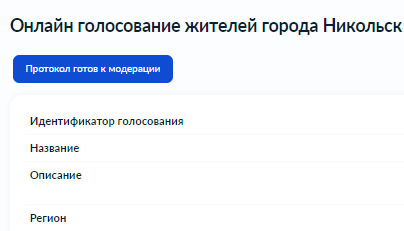 Онлайн голосование жителей города Никольск
Протокол готов к модерации
Идентификатор голосования
Название
Описание
Регион